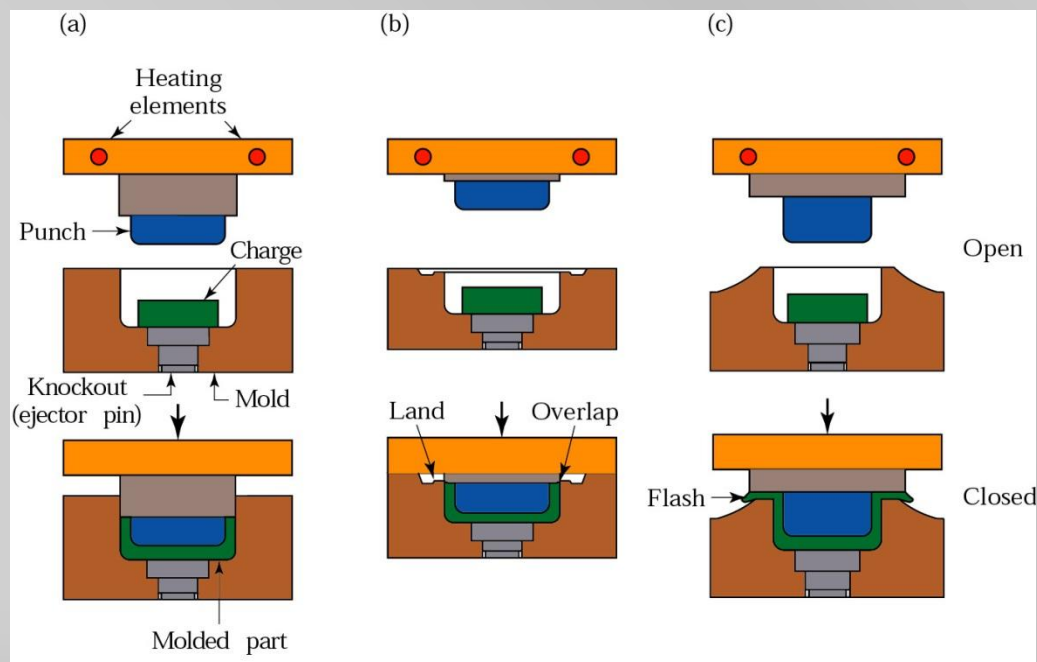 (a)
(b)
(c)
Heating
elements
Punch
Charge
Open
Knockout
(ejector pin)
Mold
Land
Overlap
Flash
Closed
Molded part